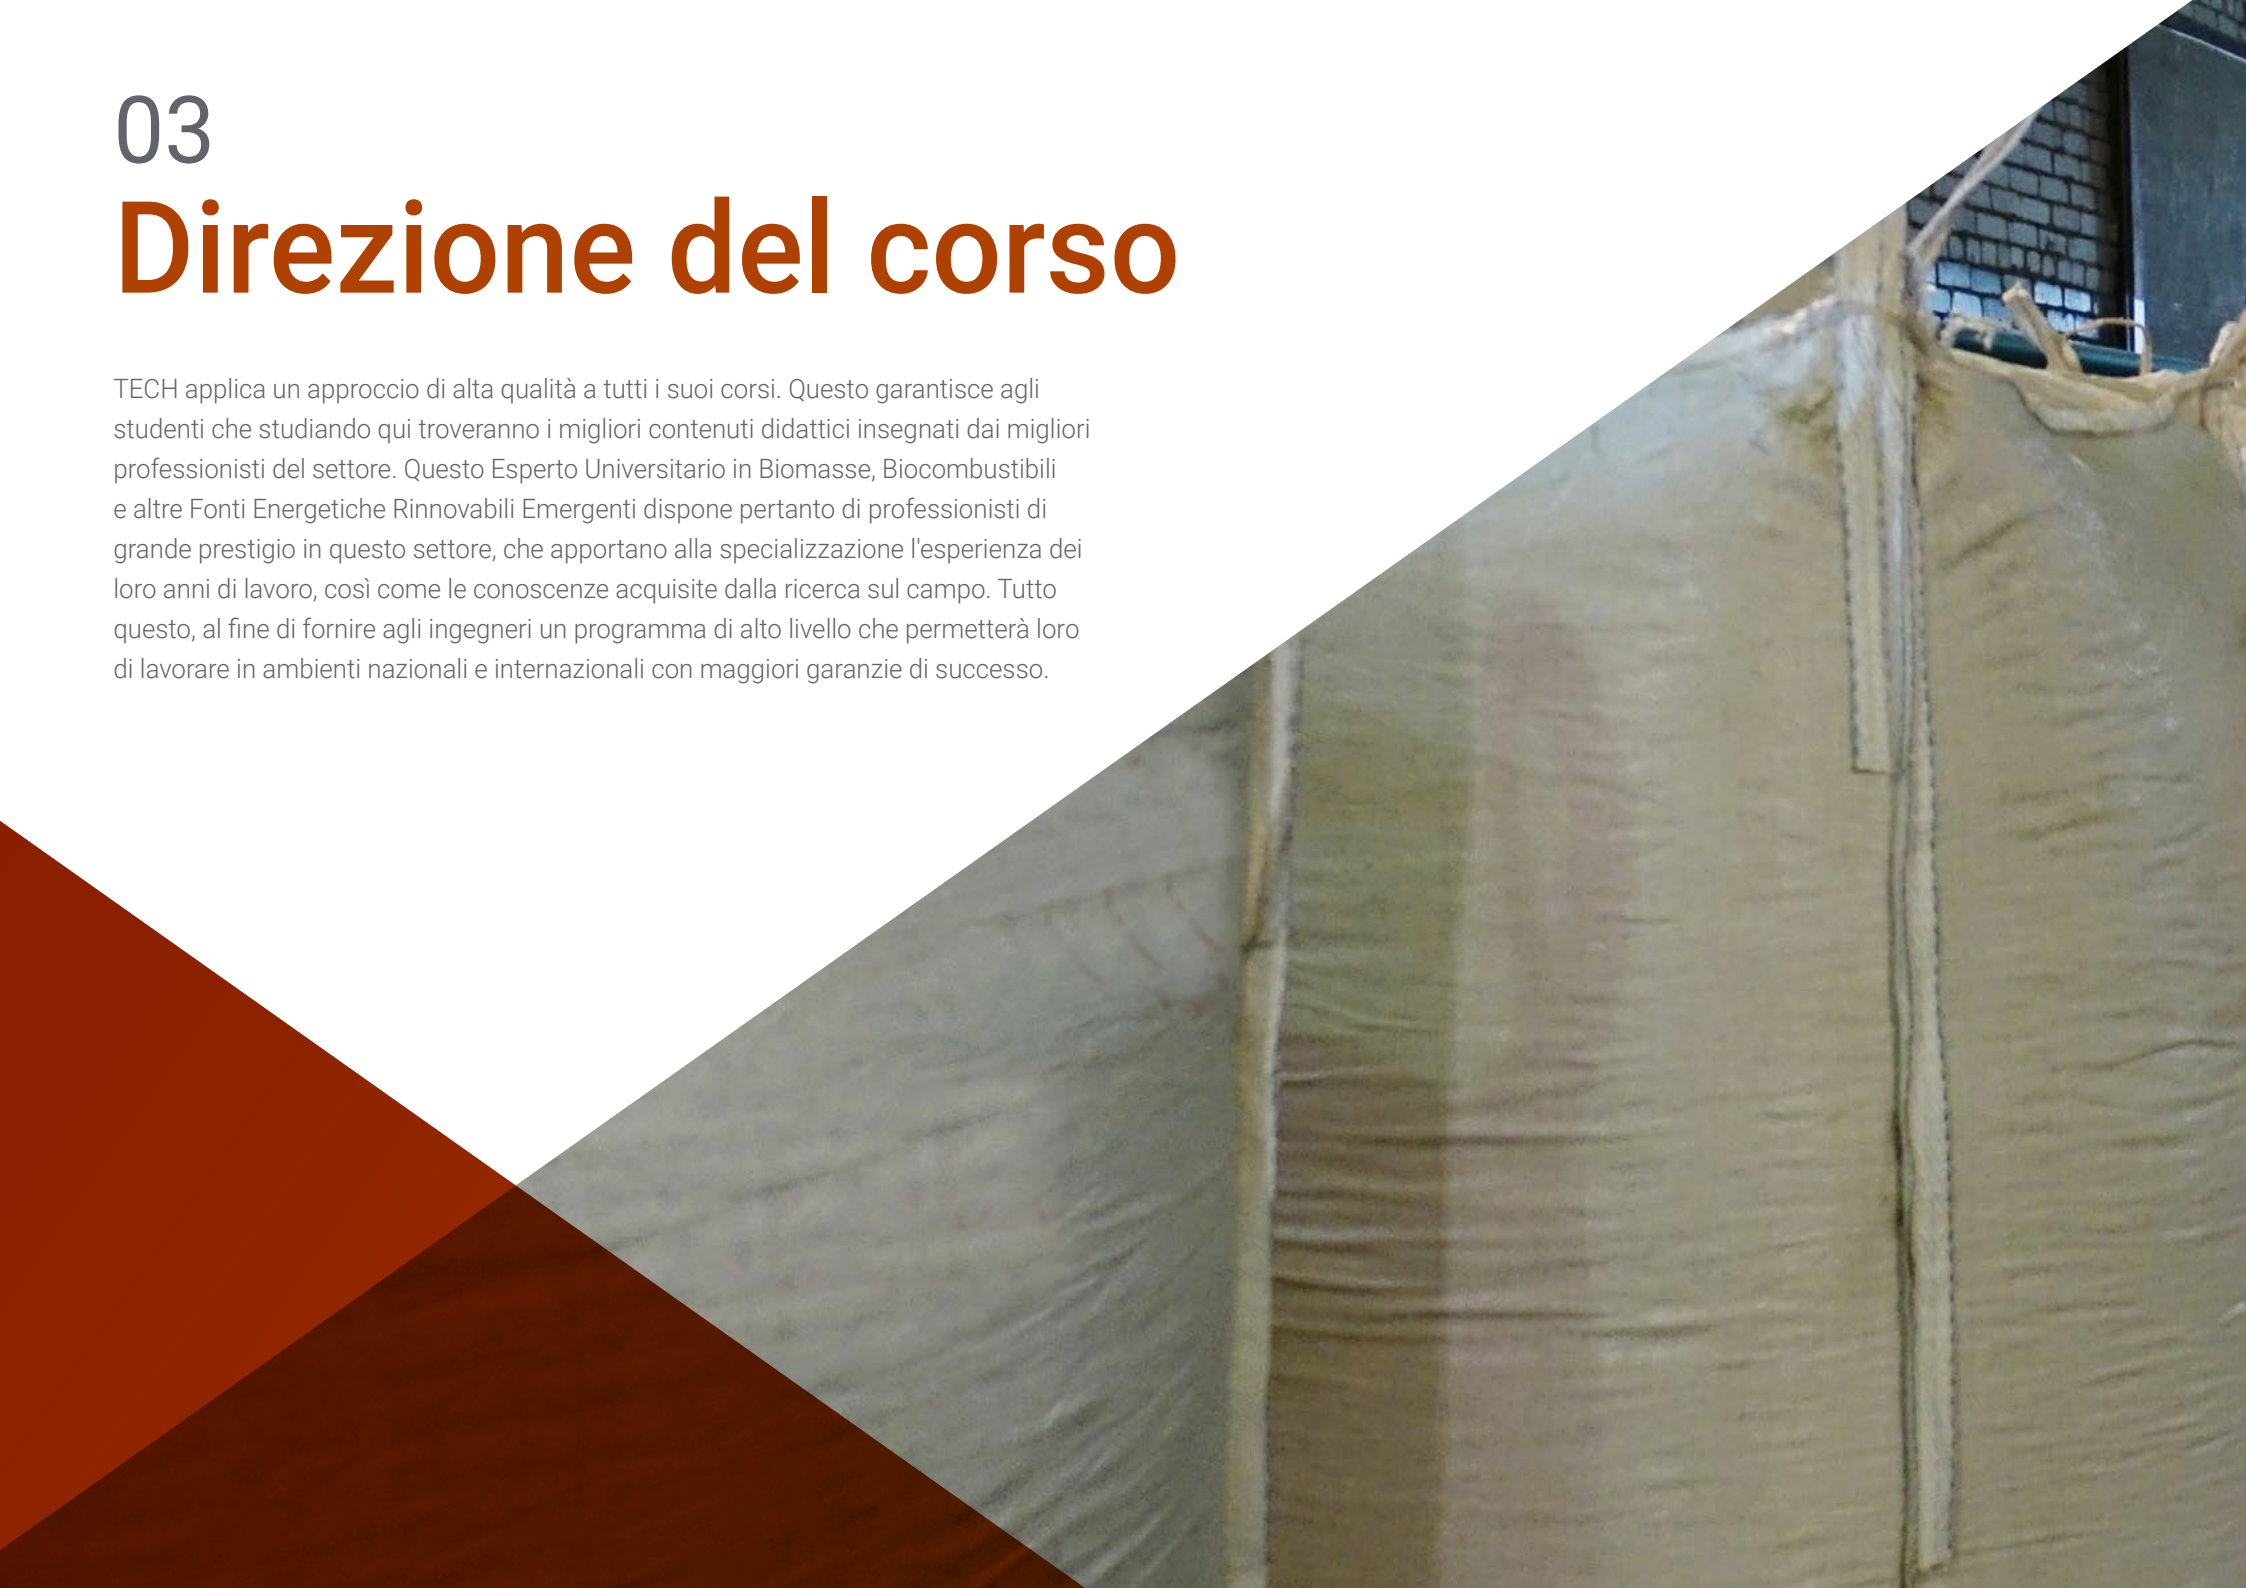 03
Direzione del corso
TECH applica un approccio di alta qualità a tutti i suoi corsi. Questo garantisce agli
studenti che studiando qui troveranno i migliori contenuti didattici insegnati dai migliori
professionisti del settore. Questo Esperto Universitario in Biomasse, Biocombustibili
e altre Fonti Energetiche Rinnovabili Emergenti dispone pertanto di professionisti di
grande prestigio in questo settore, che apportano alla specializzazione l'esperienza dei
loro anni di lavoro, così come le conoscenze acquisite dalla ricerca sul campo. Tutto
questo, al fine di fornire agli ingegneri un programma di alto livello che permetterà loro
di lavorare in ambienti nazionali e internazionali con maggiori garanzie di successo.